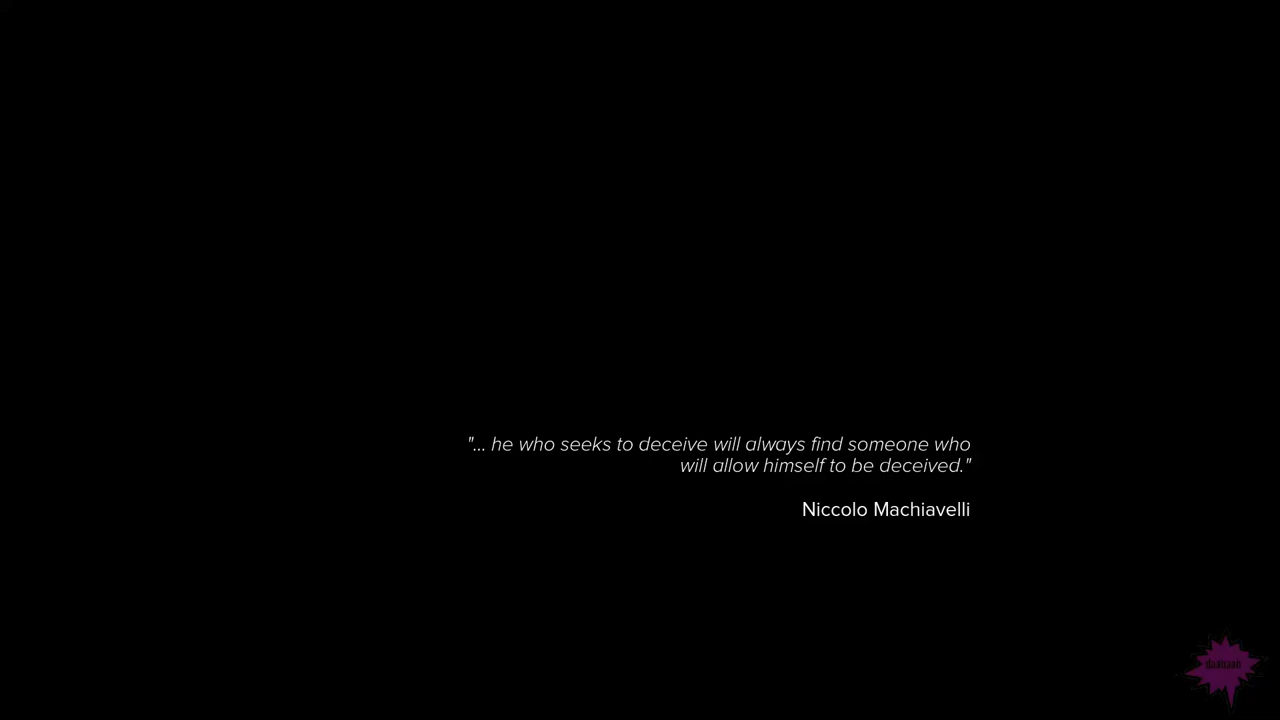 "... he who seeks to deceive will always find someone who
will allow himself to be deceived."
Niccolo Machiavelli